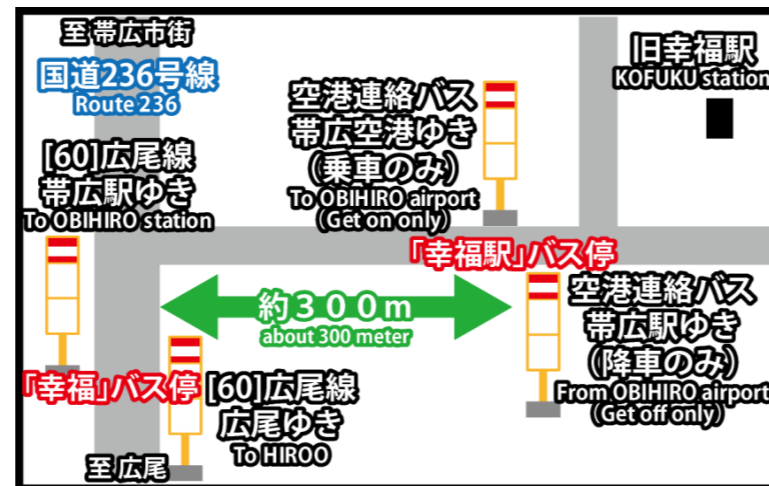 至 帯広市街
国道236号線
Route 236
[60]広尾線
帯広駅ゆき
To OBIHIRO station
空港連絡バス
帯広空港ゆき
(乗車のみ)
To OBIHIRO airport
(Get on only)
旧幸福駅
KOFUKU station
「幸福駅」バス停
約300m
about 300 meter
空港連絡バス
帯広駅ゆき
(降車のみ)
From OBIHIRO airport
(Get off only)
「幸福」バス停
[60]広尾線
広尾ゆき
To HIROO
至 広尾